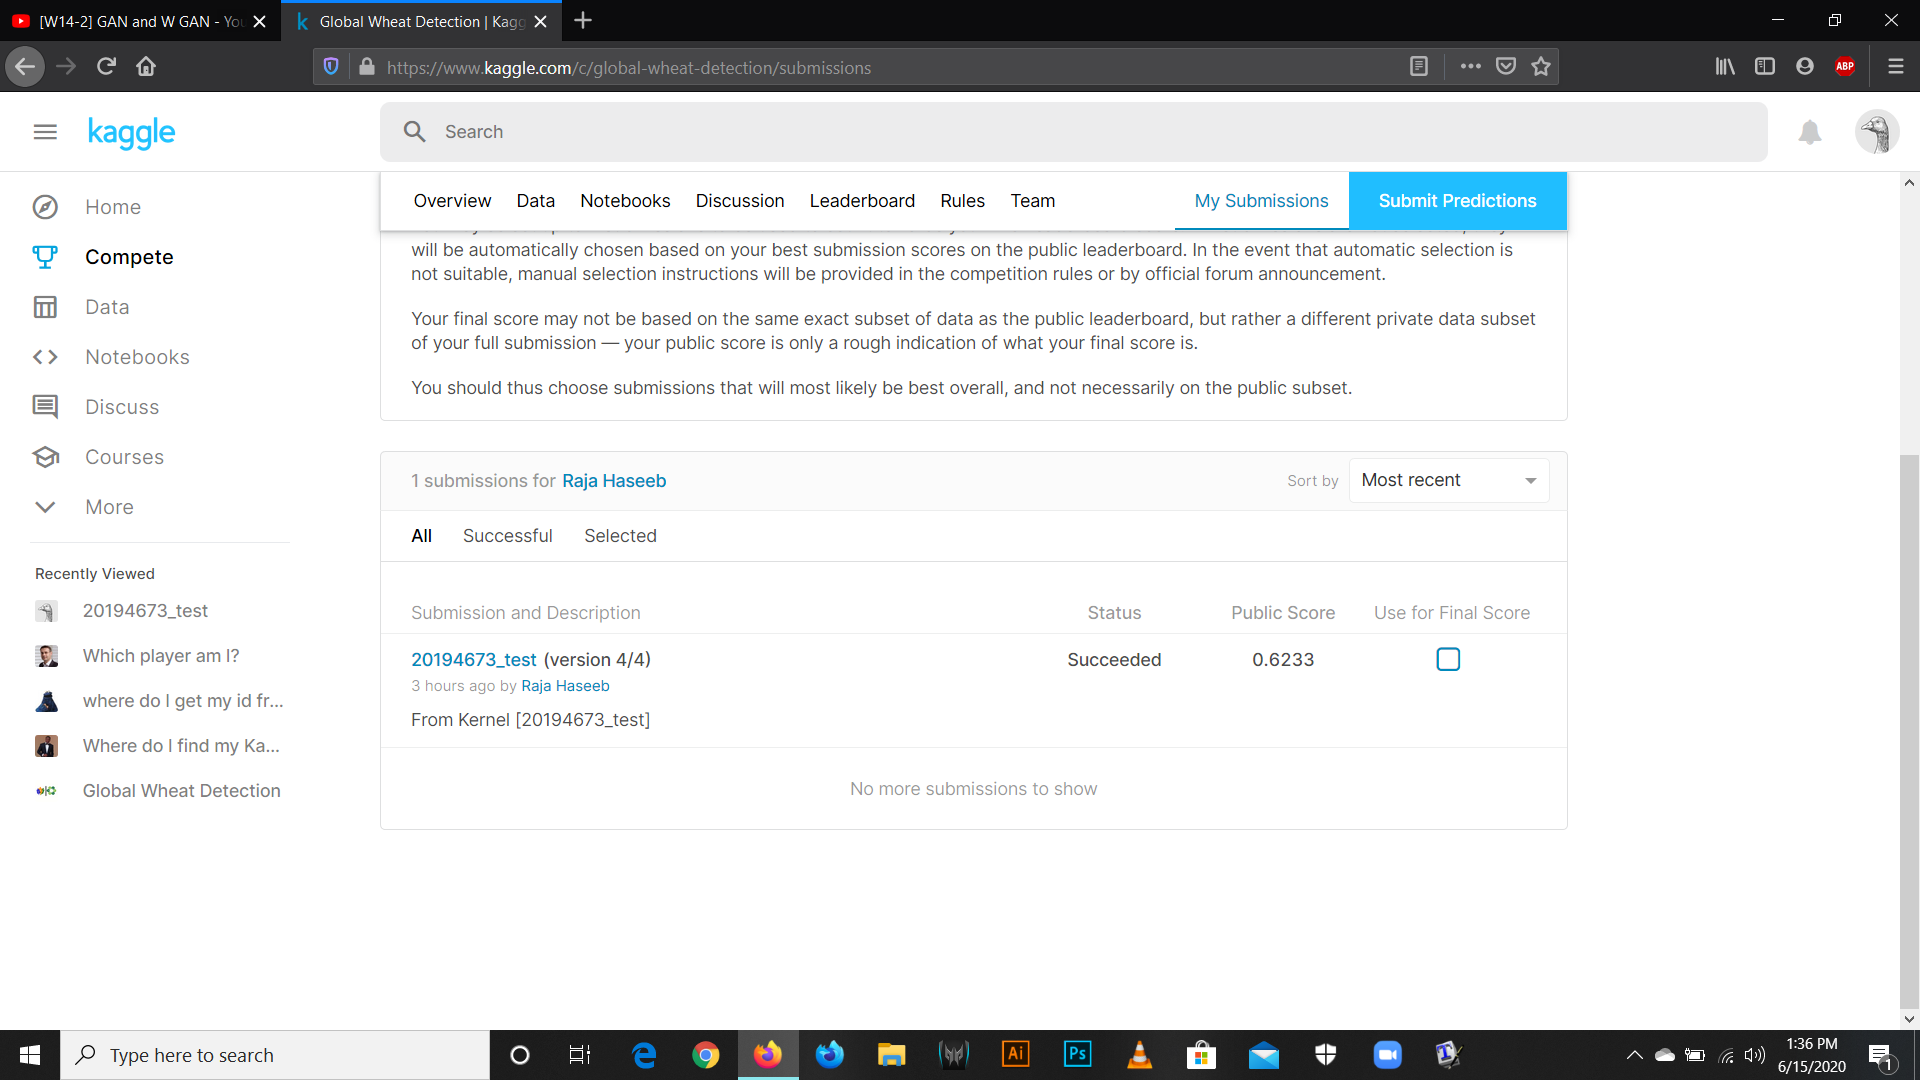 [W14-2] GAN and W GAN - You
Global Wheat Detection | Kagg
https://www.kaggle.com/c/global-wheat-detection/submissions
ABP
kaggle
Search
Home
Compete
Data
Notebooks
Discuss
Courses
More
Recently Viewed
20194673_test
Which player am I?
where do I get my id fr...
Where do I find my Ka...
Global Wheat Detection
Overview Data Notebooks Discussion Leaderboard Rules Team My Submissions Submit Predictions
will be automatically chosen based on your best submission scores on the public leaderboard. In the event that automatic selection is
not suitable, manual selection instructions will be provided in the competition rules or by official forum announcement.
Your final score may not be based on the same exact subset of data as the public leaderboard, but rather a different private data subset
of your full submission — your public score is only a rough indication of what your final score is.
You should thus choose submissions that will most likely be best overall, and not necessarily on the public subset.
1 submissions for Raja Haseeb
Sort by Most recent
All Successful Selected
Submission and Description Status Public Score Use for Final Score
20194673_test (version 4/4) Succeeded 0.6233
3 hours ago by Raja Haseeb
From Kernel [20194673_test]
No more submissions to show
Type here to search
Ai
Ps
1:36 PM
6/15/2020
1